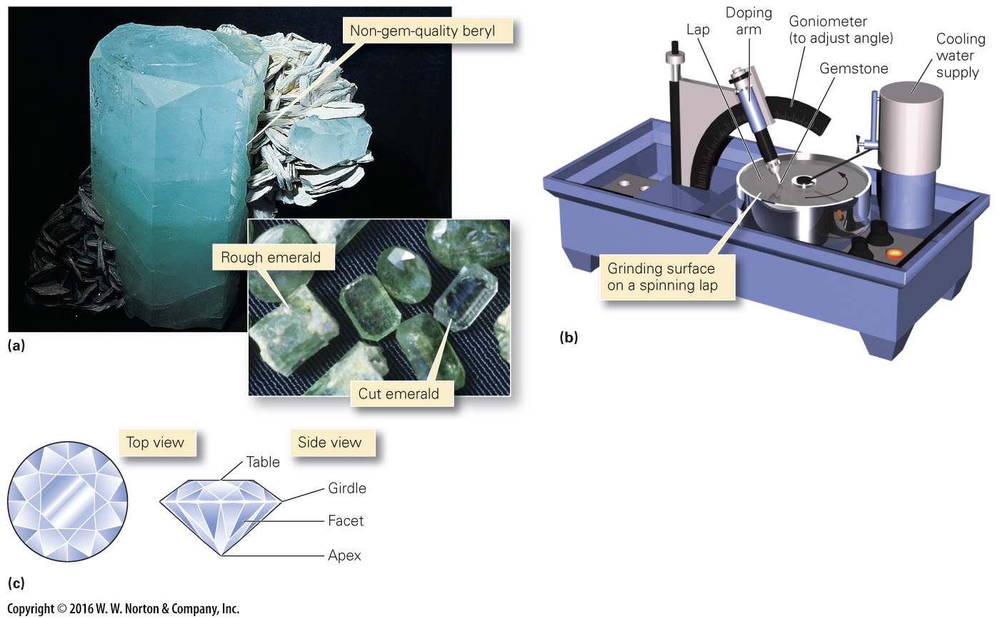 Non-gem-quality beryl
Rough emerald
Cut emerald
(a)
Lap
Doping
arm
Goniometer
(to adjust angle)
Gemstone
Cooling
water
supply
Grinding surface
on a spinning lap
(b)
Top view
Side view
Table
Girdle
Facet
Apex
(c)
Copyright © 2016 W. W. Norton & Company, Inc.